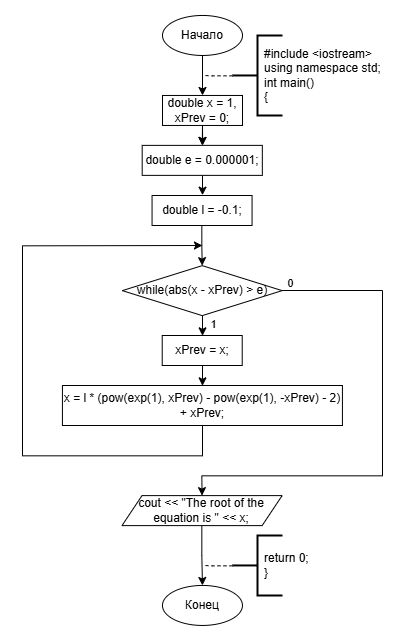 Начало
#include <iostream>
using namespace std;
int main()
{
double x = 1,
xPrev = 0;
double e = 0.000001;
double l = -0.1;
while(abs(x - xPrev) > e)
0
1
xPrev = x;
x = l * (pow(exp(1), xPrev) - pow(exp(1), -xPrev) - 2)
+ xPrev;
cout << "The root of the
equation is " << x;
return 0;
}
Конец